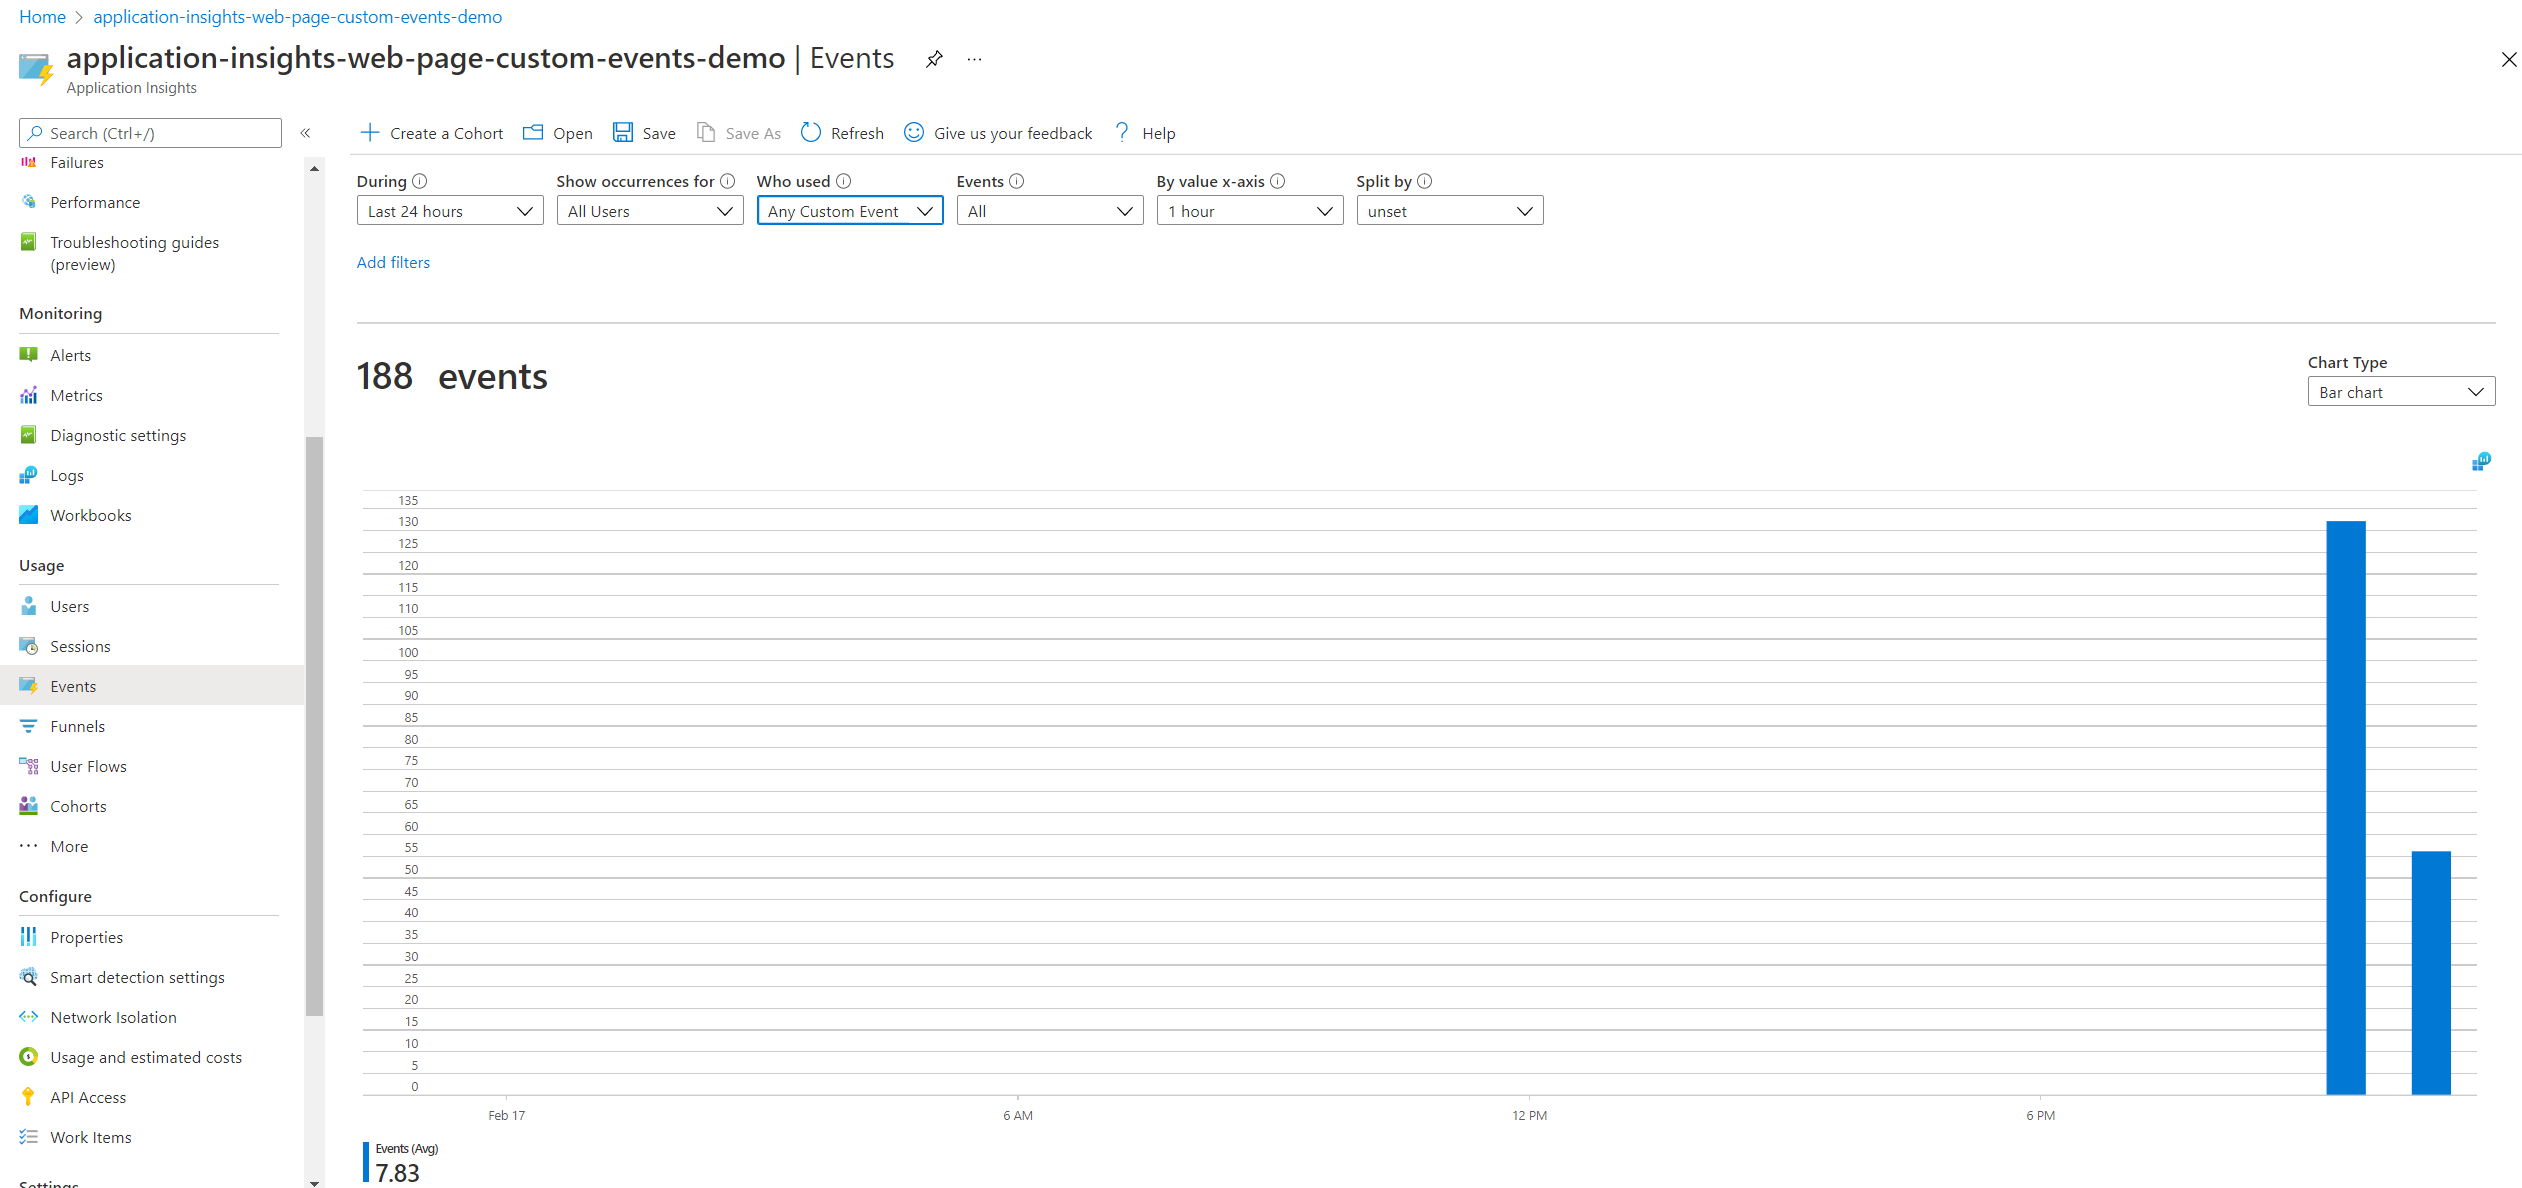 Home > application-insights-web-page-custom-events-demo
application-insights-web-page-custom-events-demo | Events
Application Insights
Search (Ctrl+/)
Failures
Performance
Troubleshooting guides
(preview)
Monitoring
Alerts
Metrics
Diagnostic settings
Logs
Workbooks
Usage
Users
Sessions
Events
Funnels
User Flows
Cohorts
More
Configure
Properties
Smart detection settings
Network Isolation
Usage and estimated costs
API Access
Work Items
Settings
Create a Cohort Open Save Save As Refresh Give us your feedback Help
During Show occurrences for Who used Events By value x-axis Split by
Last 24 hours All Users Any Custom Event All 1 hour unset
Add filters
188 events
Chart Type
Bar chart
135
130
125
120
115
110
105
100
95
90
85
80
75
70
65
60
55
50
45
40
35
30
25
20
15
10
5
0
Feb 17 6 AM 12 PM 6 PM
Events (Avg)
7.83